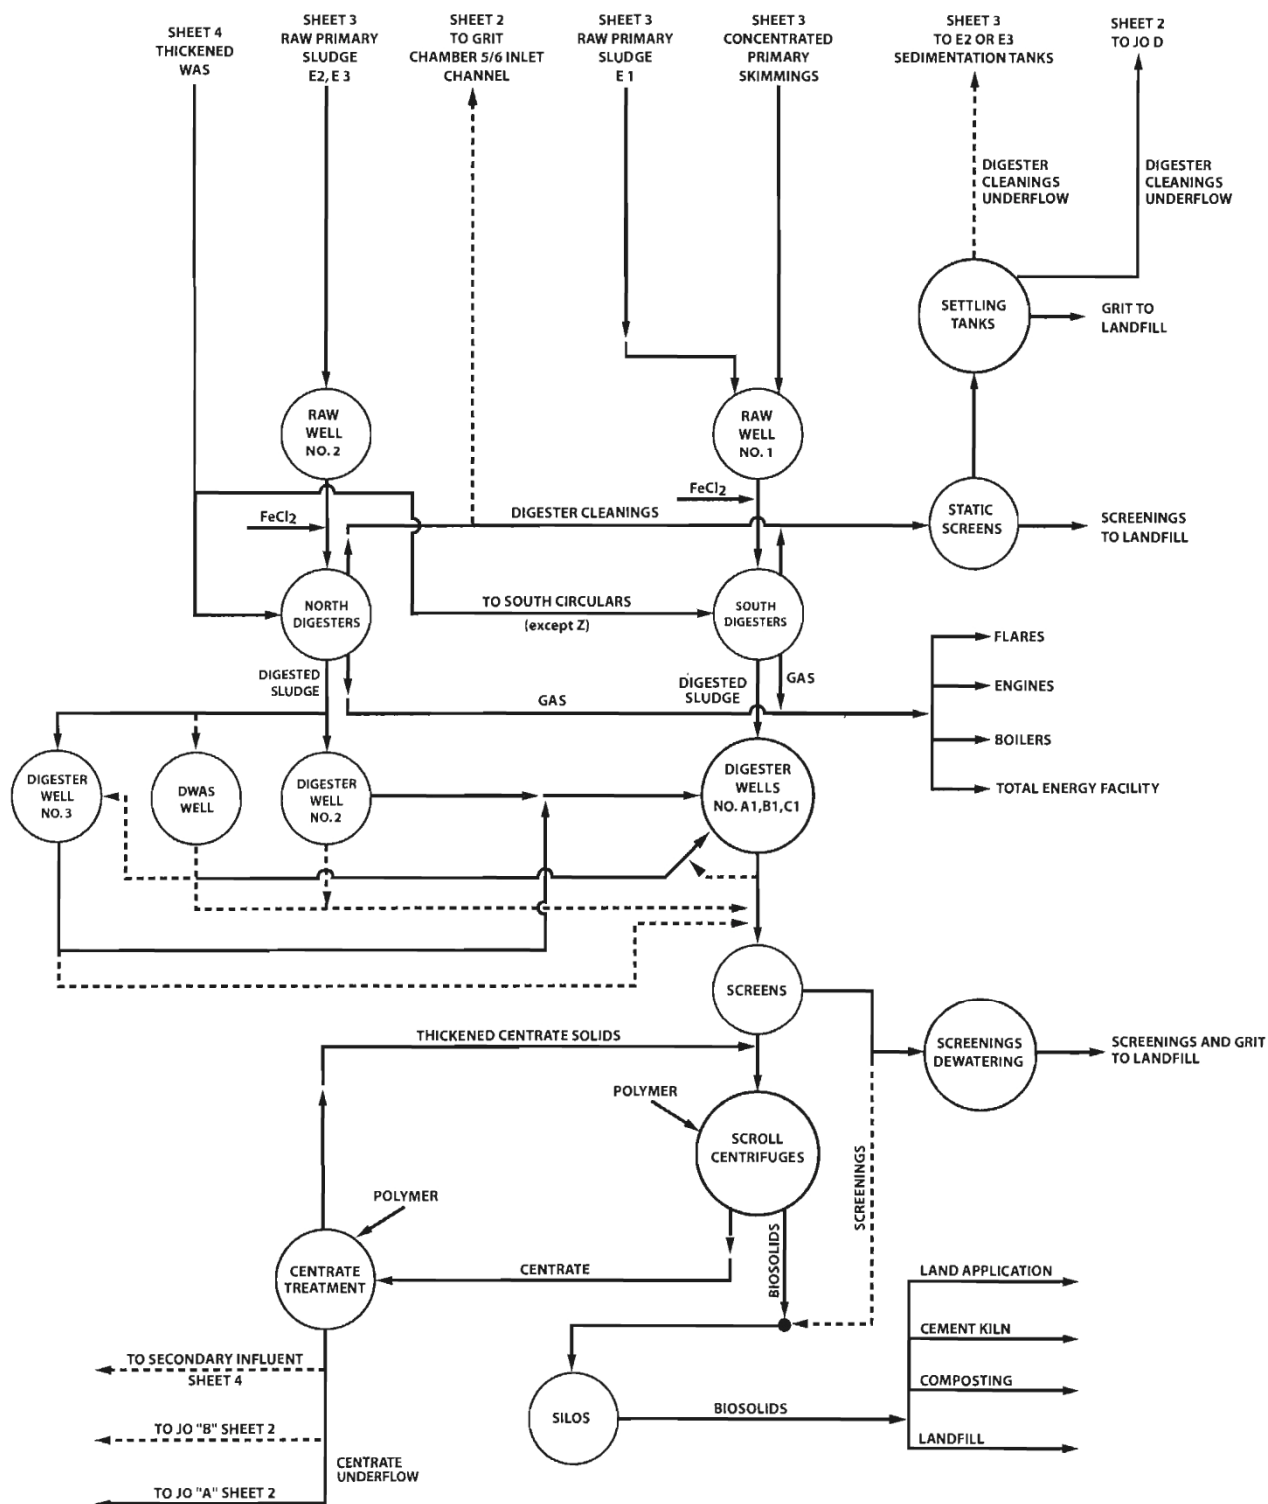 SHEET 4
THICKENED
WAS
SHEET 3
RAW PRIMARY
SLUDGE
E2, E 3
SHEET 2
TO GRIT
CHAMBER 5/6 INLET
CHANNEL
SHEET 3
RAW PRIMARY
SLUDGE
E 1
SHEET 3
CONCENTRATED
PRIMARY
SKIMMINGS
SHEET 3
TO E2 OR E3
SEDIMENTATION TANKS
SHEET 2
TO JO D
DIGESTER
CLEANINGS
UNDERFLOW
DIGESTER
CLEANINGS
UNDERFLOW
SETTLING
TANKS
GRIT TO
LANDFILL
RAW
WELL
NO. 2
RAW
WELL
NO. 1
FeCl2
FeCl2
DIGESTER CLEANINGS
STATIC
SCREENS
SCREENINGS
TO LANDFILL
NORTH
DIGESTERS
TO SOUTH CIRCULARS
(except Z)
SOUTH
DIGESTERS
FLARES
ENGINES
BOILERS
TOTAL ENERGY FACILITY
DIGESTED
SLUDGE
GAS
DIGESTED
SLUDGE
GAS
DIGESTER
WELL
NO. 3
DWAS
WELL
DIGESTER
WELL
NO. 2
DIGESTER
WELLS
NO. A1,B1,C1
SCREENS
THICKENED CENTRATE SOLIDS
SCREENINGS
DEWATERING
SCREENINGS AND GRIT
TO LANDFILL
POLYMER
SCROLL
CENTRIFUGES
SCREENINGS
POLYMER
CENTRATE
TREATMENT
CENTRATE
BIOSOLIDS
LAND APPLICATION
CEMENT KILN
COMPOSTING
LANDFILL
TO SECONDARY INFLUENT
SHEET 4
SILOS
BIOSOLIDS
TO JO "B" SHEET 2
CENTRATE
UNDERFLOW
TO JO "A" SHEET 2